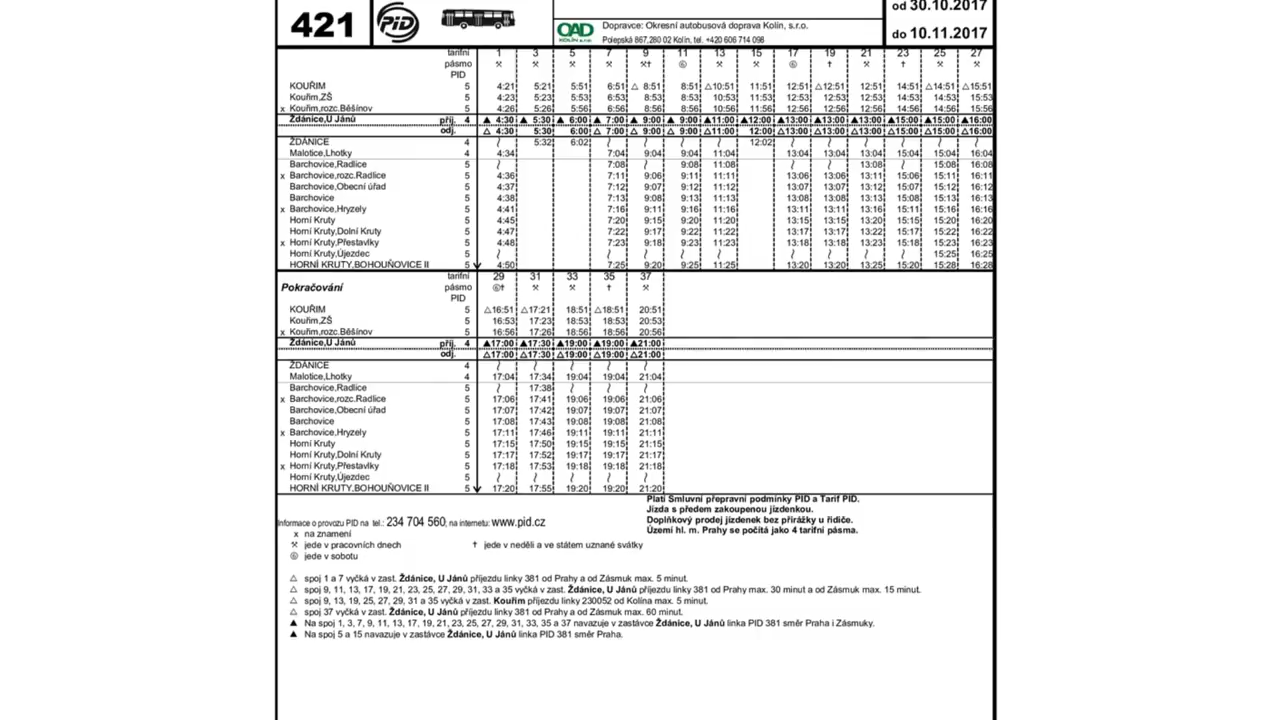 421 PID od 30.10.2017
OAD KOLÍN s.r.o. Dopravce: Okresní autobusová doprava Kolín, s.r.o.
Polepská 867,280 02 Kolín, tel. +420 606 714 098 do 10.11.2017
tarifní 1 3 5 7 9 11 13 15 17 19 21 23 25 27
pásmo ⚒ ⚒ ⚒ ⚒ ⚒† ⑥ ⚒ ⚒ ⑥ † ⚒ † ⚒ ⚒
PID
KOUŘIM 5 4:21 5:21 5:51 6:51 △ 8:51 8:51 △10:51 11:51 12:51 △12:51 12:51 14:51 △14:51 △15:51
Kouřim,ZŠ 5 4:23 5:23 5:53 6:53 8:53 8:53 10:53 11:53 12:53 12:53 12:53 14:53 14:53 15:53
x Kouřim,rozc.Běšínov 5 4:26 5:26 5:56 6:56 8:56 8:56 10:56 11:56 12:56 12:56 12:56 14:56 14:56 15:56
Ždánice,U Jánů příj. 4 ▲ 4:30 ▲ 5:30 ▲ 6:00 ▲ 7:00 ▲ 9:00 ▲ 9:00 ▲11:00 ▲12:00 ▲13:00 ▲13:00 ▲13:00 ▲15:00 ▲15:00 ▲16:00
odj. △ 4:30 5:30 6:00 △ 7:00 △ 9:00 △ 9:00 △11:00 12:00 △13:00 △13:00 △13:00 △15:00 △15:00 △16:00
ŽDÁNICE 4 ≀ 5:32 6:02 ≀ ≀ ≀ ≀ 12:02 ≀ ≀ ≀ ≀ ≀ ≀
Malotice,Lhotky 4 4:34 7:04 9:04 9:04 11:04 13:04 13:04 13:04 15:04 15:04 16:04
Barchovice,Radlice 5 ≀ 7:08 ≀ 9:08 11:08 ≀ ≀ 13:08 ≀ 15:08 16:08
x Barchovice,rozc.Radlice 5 4:36 7:11 9:06 9:11 11:11 13:06 13:06 13:11 15:06 15:11 16:11
Barchovice,Obecní úřad 5 4:37 7:12 9:07 9:12 11:12 13:07 13:07 13:12 15:07 15:12 16:12
Barchovice 5 4:38 7:13 9:08 9:13 11:13 13:08 13:08 13:13 15:08 15:13 16:13
x Barchovice,Hryzely 5 4:41 7:16 9:11 9:16 11:16 13:11 13:11 13:16 15:11 15:16 16:16
Horní Kruty 5 4:45 7:20 9:15 9:20 11:20 13:15 13:15 13:20 15:15 15:20 16:20
Horní Kruty,Dolní Kruty 5 4:47 7:22 9:17 9:22 11:22 13:17 13:17 13:22 15:17 15:22 16:22
x Horní Kruty,Přestavlky 5 4:48 7:23 9:18 9:23 11:23 13:18 13:18 13:23 15:18 15:23 16:23
Horní Kruty,Újezdec 5 ≀ ≀ ≀ ≀ ≀ ≀ ≀ ≀ ≀ 15:25 16:25
HORNÍ KRUTY,BOHOUŇOVICE II 5 4:50 7:25 9:20 9:25 11:25 13:20 13:20 13:25 15:20 15:28 16:28
tarifní 29 31 33 35 37
Pokračování pásmo ⑥† ⚒ ⚒ † ⚒
PID
KOUŘIM 5 △16:51 △17:21 18:51 △18:51 20:51
Kouřim,ZŠ 5 16:53 17:23 18:53 18:53 20:53
x Kouřim,rozc.Běšínov 5 16:56 17:26 18:56 18:56 20:56
Ždánice,U Jánů příj. 4 ▲17:00 ▲17:30 ▲19:00 ▲19:00 ▲21:00
odj. △17:00 △17:30 △19:00 △19:00 △21:00
ŽDÁNICE 4 ≀ ≀ ≀ ≀ ≀
Malotice,Lhotky 4 17:04 17:34 19:04 19:04 21:04
Barchovice,Radlice 5 ≀ 17:38 ≀ ≀ ≀
x Barchovice,rozc.Radlice 5 17:06 17:41 19:06 19:06 21:06
Barchovice,Obecní úřad 5 17:07 17:42 19:07 19:07 21:07
Barchovice 5 17:08 17:43 19:08 19:08 21:08
x Barchovice,Hryzely 5 17:11 17:46 19:11 19:11 21:11
Horní Kruty 5 17:15 17:50 19:15 19:15 21:15
Horní Kruty,Dolní Kruty 5 17:17 17:52 19:17 19:17 21:17
x Horní Kruty,Přestavlky 5 17:18 17:53 19:18 19:18 21:18
Horní Kruty,Újezdec 5 ≀ ≀ ≀ ≀ ≀
HORNÍ KRUTY,BOHOUŇOVICE II 5 17:20 17:55 19:20 19:20 21:20
Platí Smluvní přepravní podmínky PID a Tarif PID.
Jízda s předem zakoupenou jízdenkou.
Doplňkový prodej jízdenek bez přirážky u řidiče.
Území hl. m. Prahy se počítá jako 4 tarifní pásma.
Informace o provozu PID na tel.: 234 704 560, na internetu: www.pid.cz
x na znamení
⚒ jede v pracovních dnech † jede v neděli a ve státem uznané svátky
⑥ jede v sobotu
△ spoj 1 a 7 vyčká v zast. Ždánice, U Jánů příjezdu linky 381 od Prahy a od Zásmuk max. 5 minut.
△ spoj 9, 11, 13, 17, 19, 21, 23, 25, 27, 29, 31, 33 a 35 vyčká v zast. Ždánice, U Jánů příjezdu linky 381 od Prahy max. 30 minut a od Zásmuk max. 15 minut.
△ spoj 9, 13, 19, 25, 27, 29, 31 a 35 vyčká v zast. Kouřim příjezdu linky 230052 od Kolína max. 5 minut.
△ spoj 37 vyčká v zast. Ždánice, U Jánů příjezdu linky 381 od Prahy a od Zásmuk max. 60 minut.
▲ Na spoj 1, 3, 7, 9, 11, 13, 17, 19, 21, 23, 25, 27, 29, 31, 33, 35 a 37 navazuje v zastávce Ždánice, U Jánů linka PID 381 směr Praha i Zásmuky.
▲ Na spoj 5 a 15 navazuje v zastávce Ždánice, U Jánů linka PID 381 směr Praha.